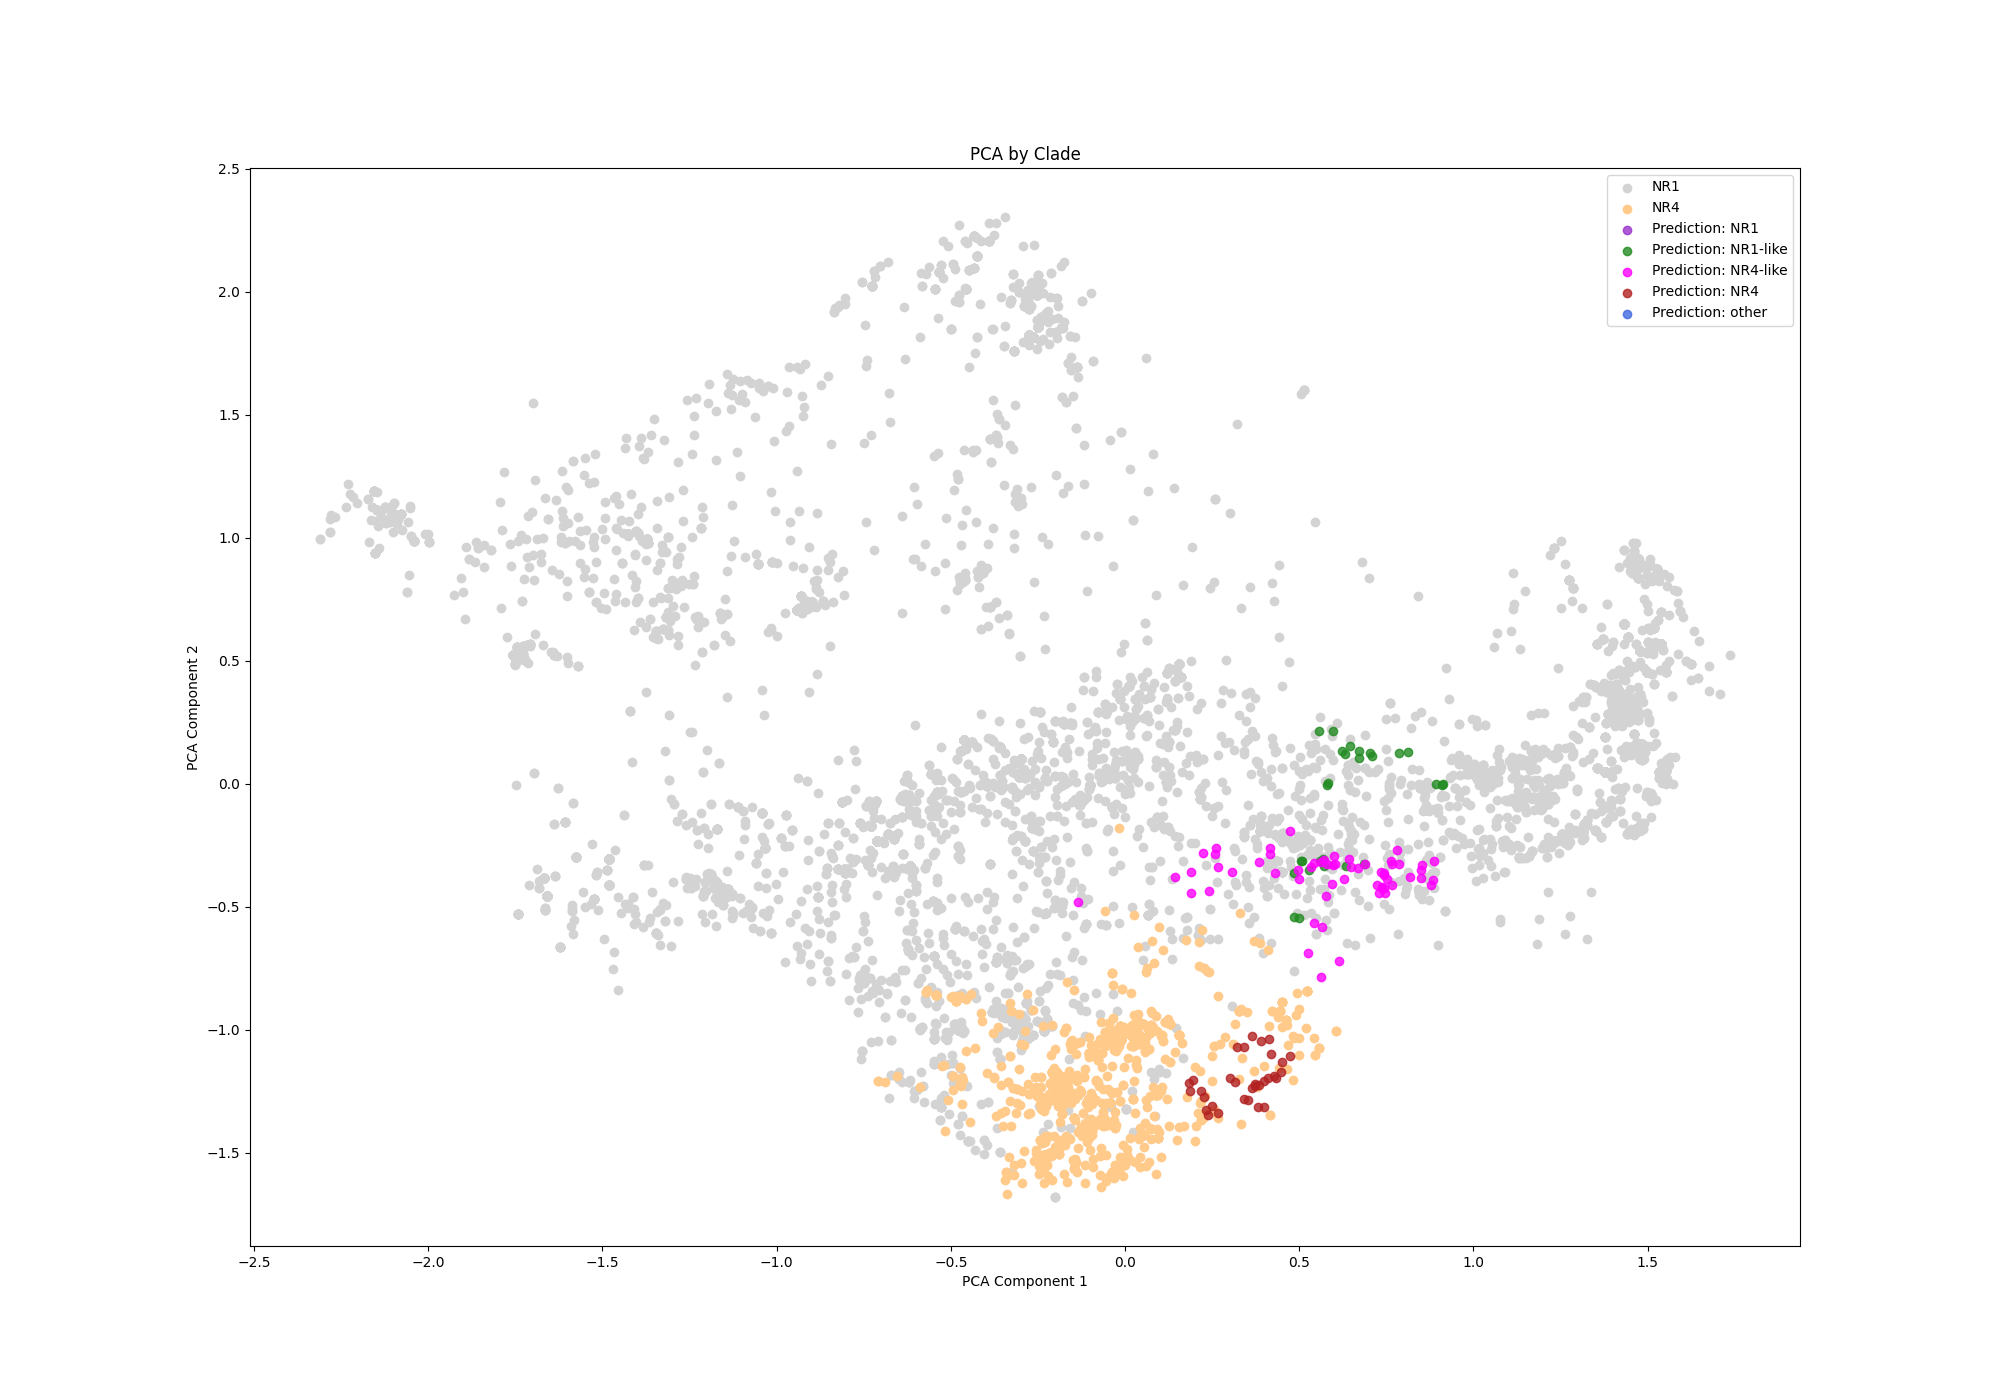 PCA by Clade
NR1
NR4
Prediction: NR1
Prediction: NR1-like
Prediction: NR4-like
Prediction: NR4
Prediction: other
2.5
2.0
1.5
1.0
0.5
0.0
−0.5
−1.0
−1.5
PCA Component 2
−2.5 −2.0 −1.5 −1.0 −0.5 0.0 0.5 1.0 1.5
PCA Component 1